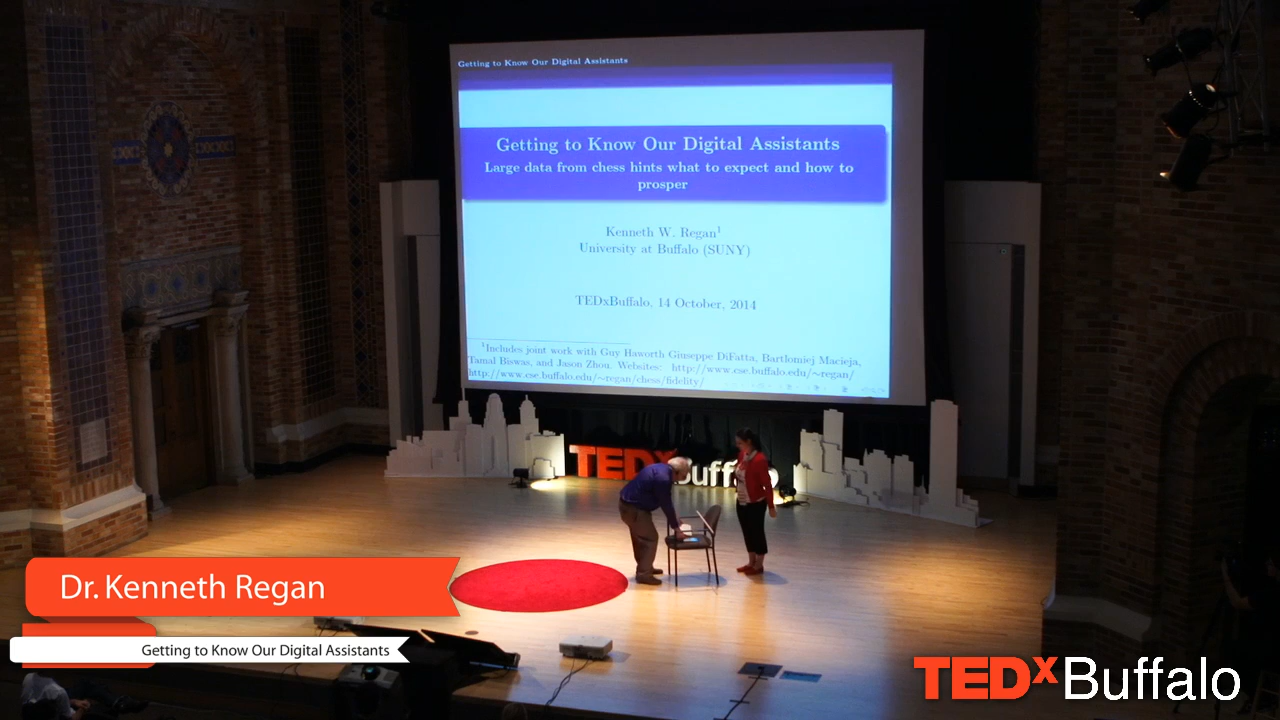 Getting to Know Our Digital Assistants
Getting to Know Our Digital Assistants
Large data from chess hints what to expect and how to
prosper
Kenneth W. Regan¹
University at Buffalo (SUNY)
TEDxBuffalo, 14 October, 2014
¹Includes joint work with Guy Haworth Giuseppe DiFatta, Bartlomiej Macieja,
Tamal Biswas, and Jason Zhou. Websites: http://www.cse.buffalo.edu/~regan/
http://www.cse.buffalo.edu/~regan/chess/fidelity/
TEDx Buffalo
Dr. Kenneth Regan
Getting to Know Our Digital Assistants
TEDxBuffalo